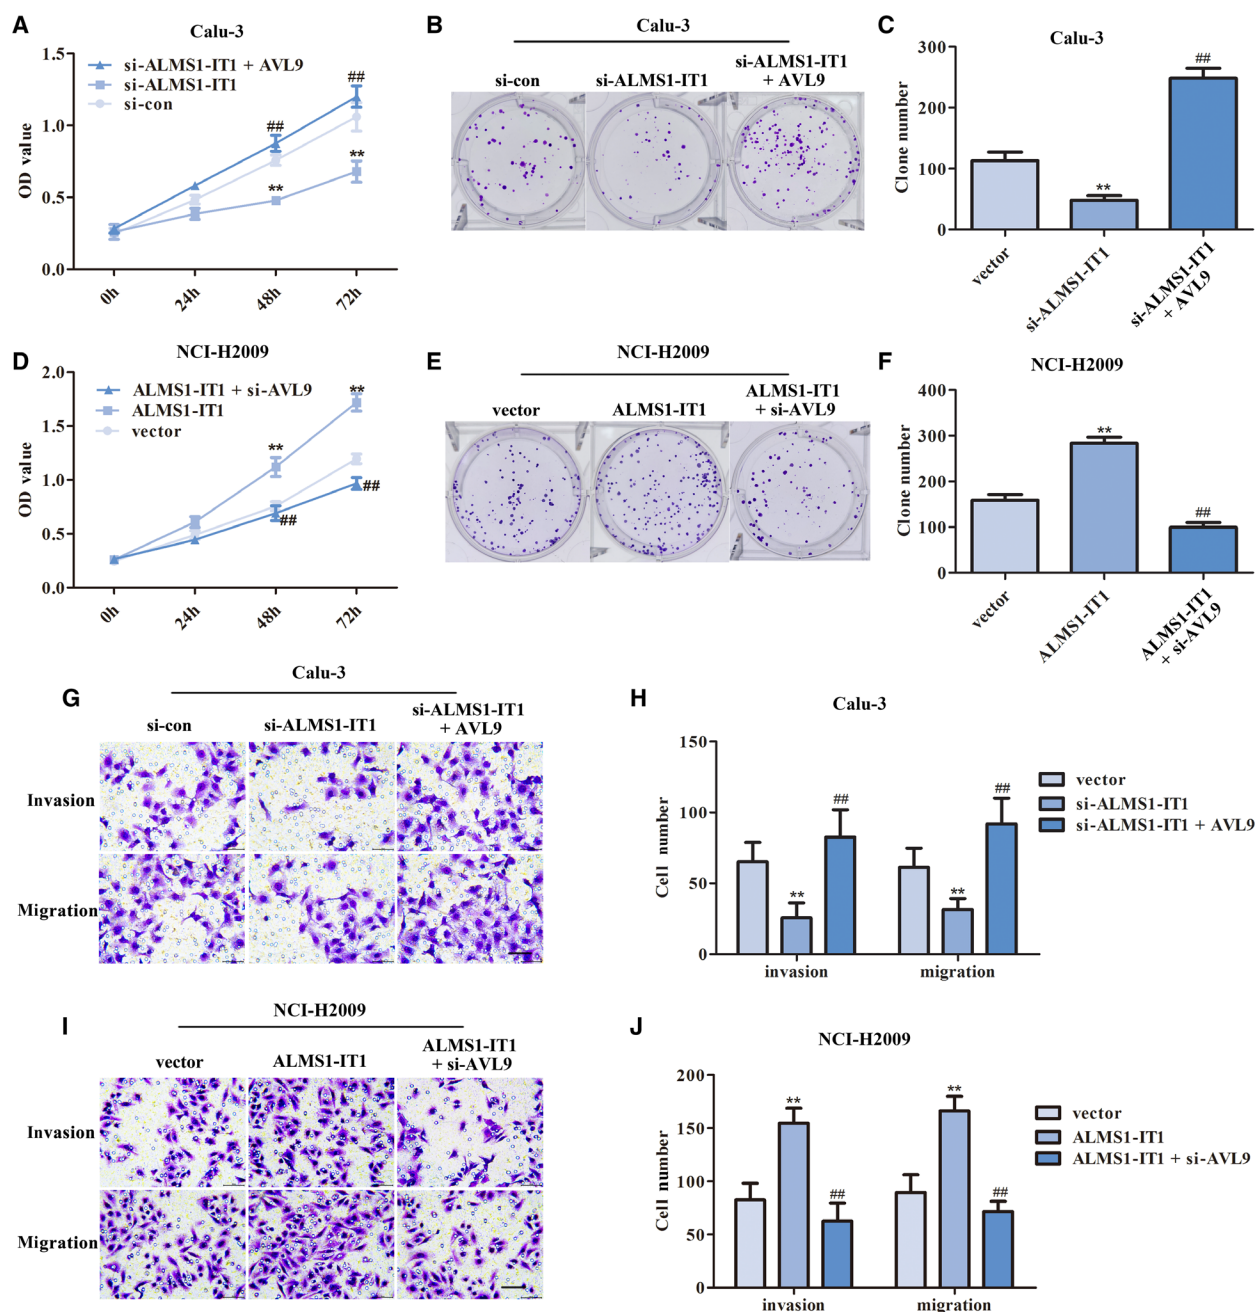 A
Calu-3
1.5
1.0
0.5
0.0
OD value
si-ALMS1-IT1 + AVL9
si-ALMS1-IT1
si-con
##
##
**
**
0h
24h
48h
72h
B
Calu-3
si-con
si-ALMS1-IT1
si-ALMS1-IT1
+ AVL9
C
Calu-3
300
200
100
0
Clone number
**
##
vector
si-ALMS1-IT1
si-ALMS1-IT1
+ AVL9
D
NCI-H2009
2.0
1.5
1.0
0.5
0.0
OD value
ALMS1-IT1 + si-AVL9
ALMS1-IT1
vector
**
**
##
##
0h
24h
48h
72h
E
NCI-H2009
vector
ALMS1-IT1
ALMS1-IT1
+ si-AVL9
F
NCI-H2009
400
300
200
100
0
Clone number
**
##
vector
ALMS1-IT1
ALMS1-IT1
+ si-AVL9
G
Calu-3
si-con
si-ALMS1-IT1
si-ALMS1-IT1
+ AVL9
Invasion
Migration
H
Calu-3
150
100
50
0
Cell number
**
##
**
##
invasion
migration
vector
si-ALMS1-IT1
si-ALMS1-IT1 + AVL9
I
NCI-H2009
vector
ALMS1-IT1
ALMS1-IT1
+ si-AVL9
Invasion
Migration
J
NCI-H2009
200
150
100
50
0
Cell number
**
##
**
##
invasion
migration
vector
ALMS1-IT1
ALMS1-IT1 + si-AVL9